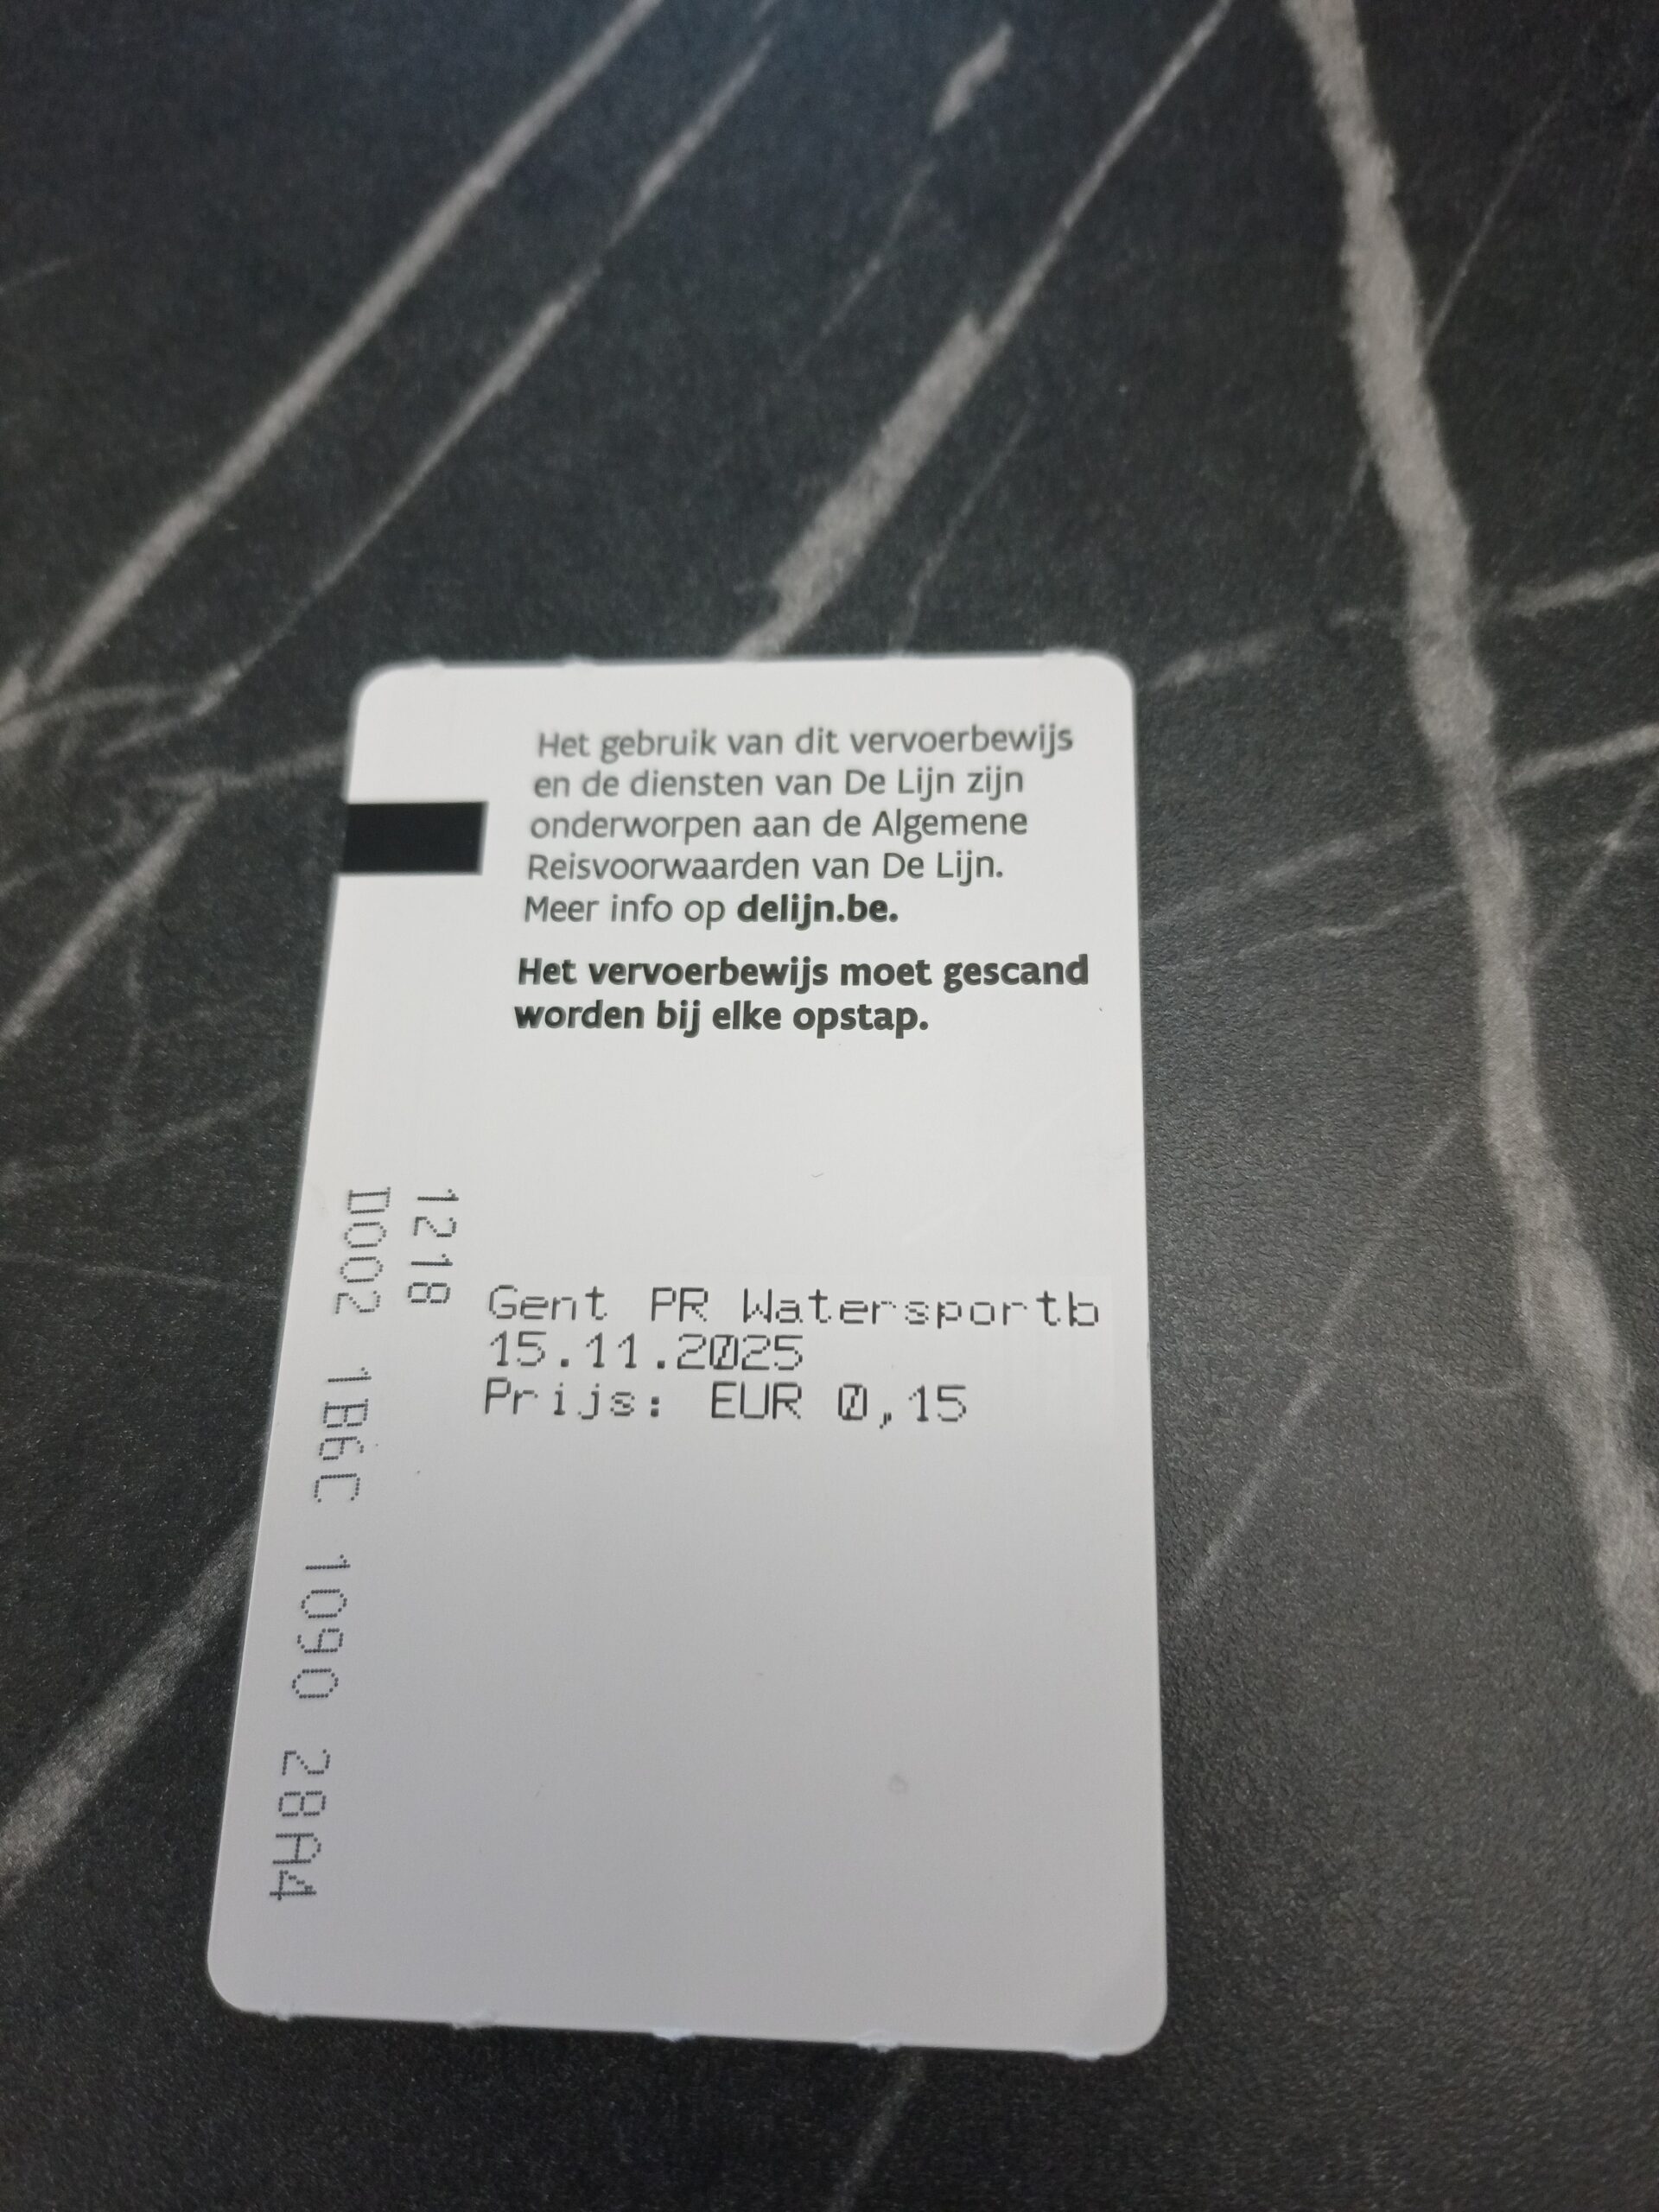 Het gebruik van dit vervoerbewijs
en de diensten van De Lijn zijn
onderworpen aan de Algemene
Reisvoorwaarden van De Lijn.
Meer info op delijn.be.
Het vervoerbewijs moet gescand
worden bij elke opstap.
1218
D002 1B6C 1090 28A4
Gent PR Watersportb
15.11.2025
Prijs: EUR 0,15